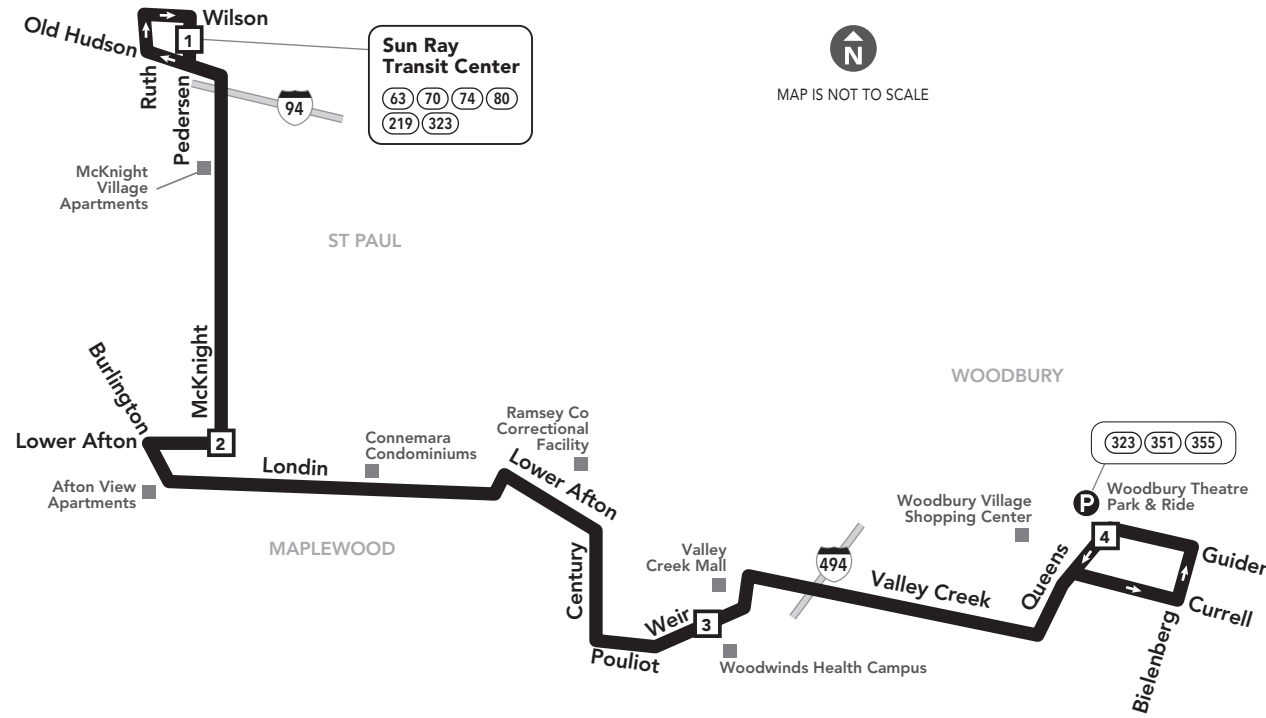 Wilson
Old Hudson
1
Ruth
Pedersen
Sun Ray
Transit Center
63 70 74 80
219 323
94
N
MAP IS NOT TO SCALE
McKnight
Village
Apartments
ST PAUL
McKnight
Burlington
Lower Afton
2
Londin
Connemara
Condominiums
Afton View
Apartments
MAPLEWOOD
Ramsey Co
Correctional
Facility
Lower Afton
Century
Pouliot
Weir
3
Valley
Creek Mall
Woodwinds Health Campus
494
Valley Creek
WOODBURY
Woodbury Village
Shopping Center
323 351 355
P
Woodbury Theatre
Park & Ride
4
Queens
Guider
Currell
Bielenberg